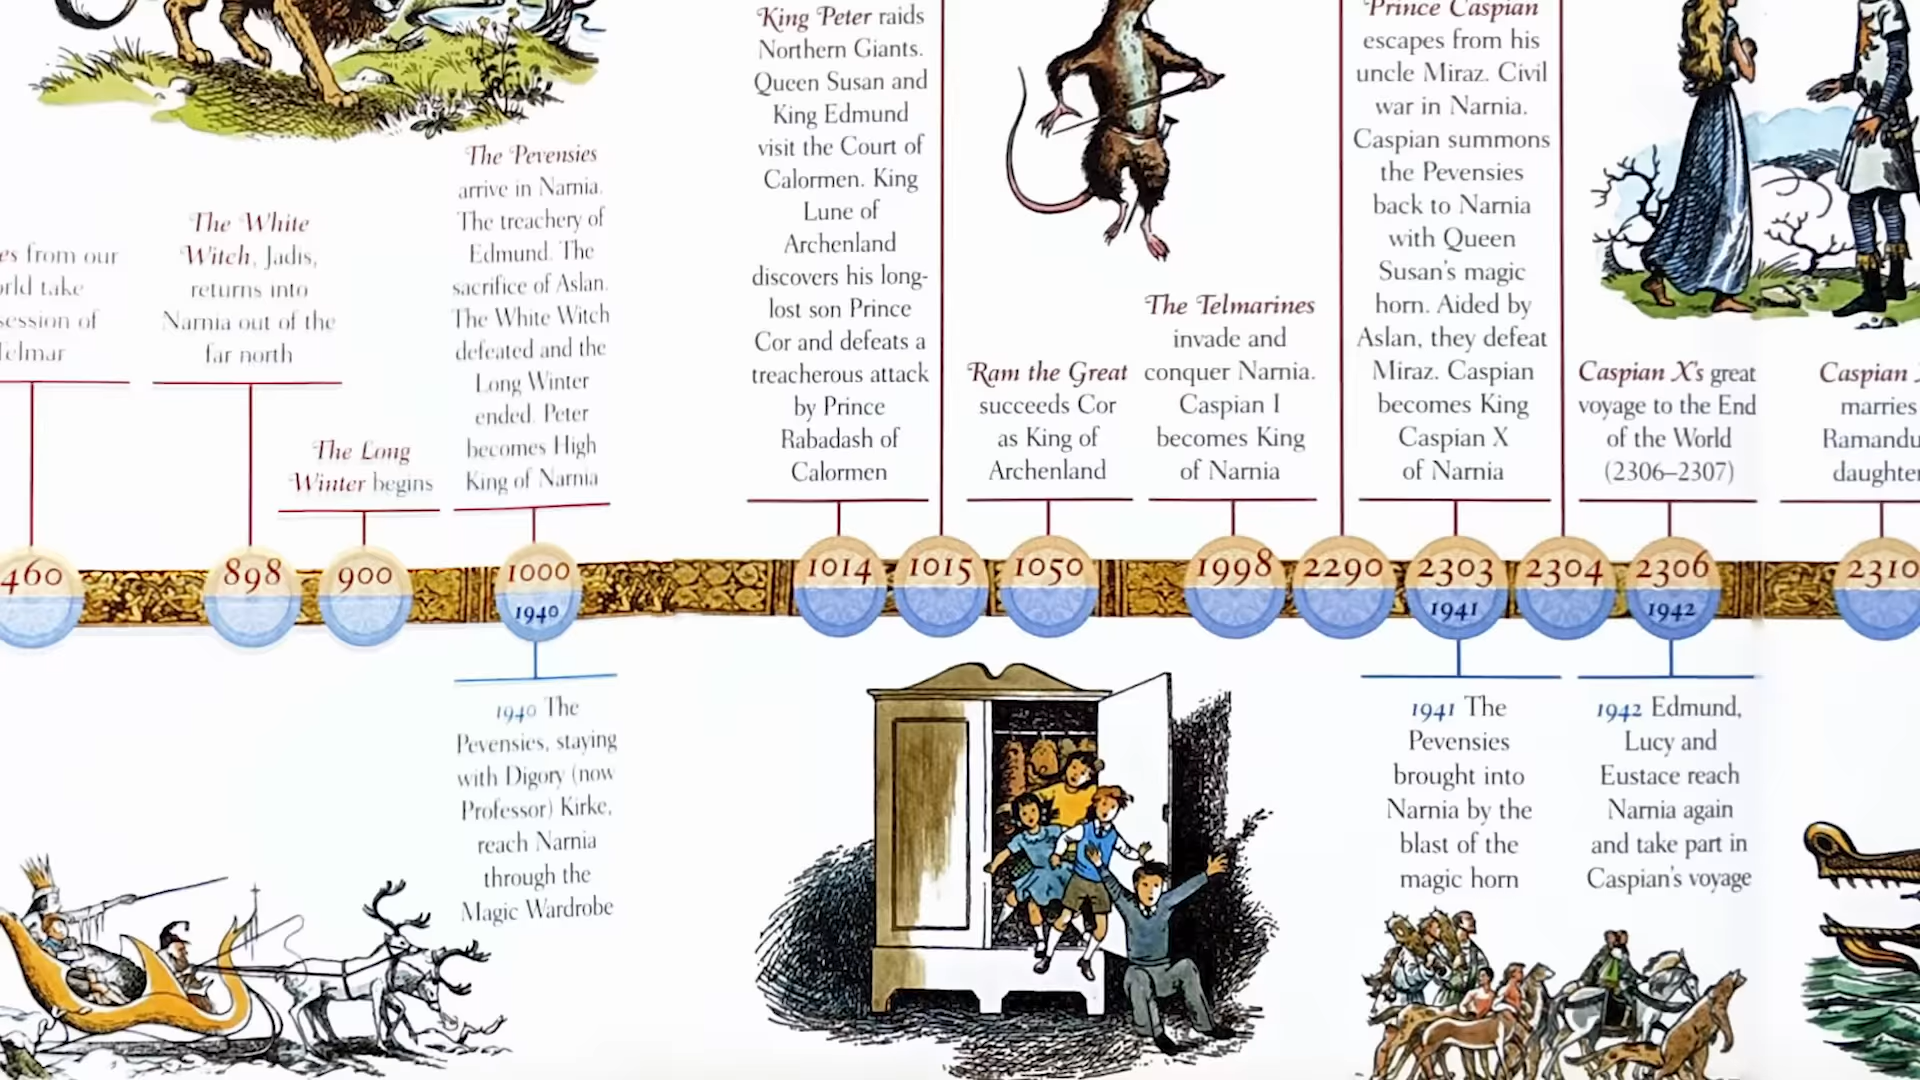 es from our
rld take
session of
Telmar
The White
Witch, Jadis,
returns into
Narnia out of the
far north
The Long
Winter begins
The Pevensies
arrive in Narnia.
The treachery of
Edmund. The
sacrifice of Aslan.
The White Witch
defeated and the
Long Winter
ended. Peter
becomes High
King of Narnia
King Peter raids
Northern Giants.
Queen Susan and
King Edmund
visit the Court of
Calormen. King
Lune of
Archenland
discovers his long-
lost son Prince
Cor and defeats a
treacherous attack
by Prince
Rabadash of
Calormen
Ram the Great
succeeds Cor
as King of
Archenland
The Telmarines
invade and
conquer Narnia.
Caspian I
becomes King
of Narnia
Prince Caspian
escapes from his
uncle Miraz. Civil
war in Narnia.
Caspian summons
the Pevensies
back to Narnia
with Queen
Susan's magic
horn. Aided by
Aslan, they defeat
Miraz. Caspian
becomes King
Caspian X
of Narnia
Caspian X's great
voyage to the End
of the World
(2306–2307)
Caspian
marries
Ramandu
daughter
460 898 900 1000 1014 1015 1050 1998 2290 2303 2304 2306 2310
1940 1941 1942
1940 The
Pevensies, staying
with Digory (now
Professor) Kirke,
reach Narnia
through the
Magic Wardrobe
1941 The
Pevensies
brought into
Narnia by the
blast of the
magic horn
1942 Edmund,
Lucy and
Eustace reach
Narnia again
and take part in
Caspian's voyage